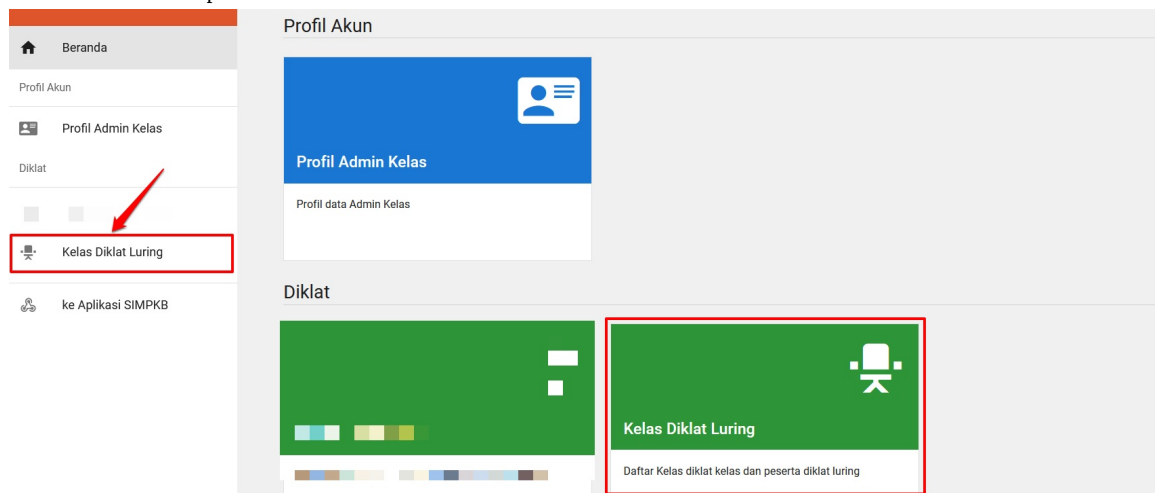 Beranda
Profil Akun
Profil Admin Kelas
Diklat
Kelas Diklat Luring
ke Aplikasi SIMPKB
Profil Akun
Profil Admin Kelas
Profil data Admin Kelas
Diklat
Kelas Diklat Luring
Daftar Kelas diklat kelas dan peserta diklat luring